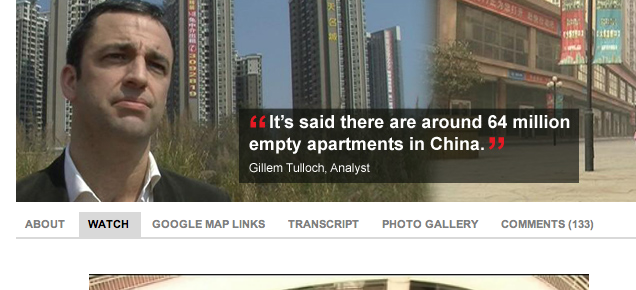 “ It’s said there are around 64 million
empty apartments in China. ”
Gillem Tulloch, Analyst
ABOUT
WATCH
GOOGLE MAP LINKS
TRANSCRIPT
PHOTO GALLERY
COMMENTS (133)